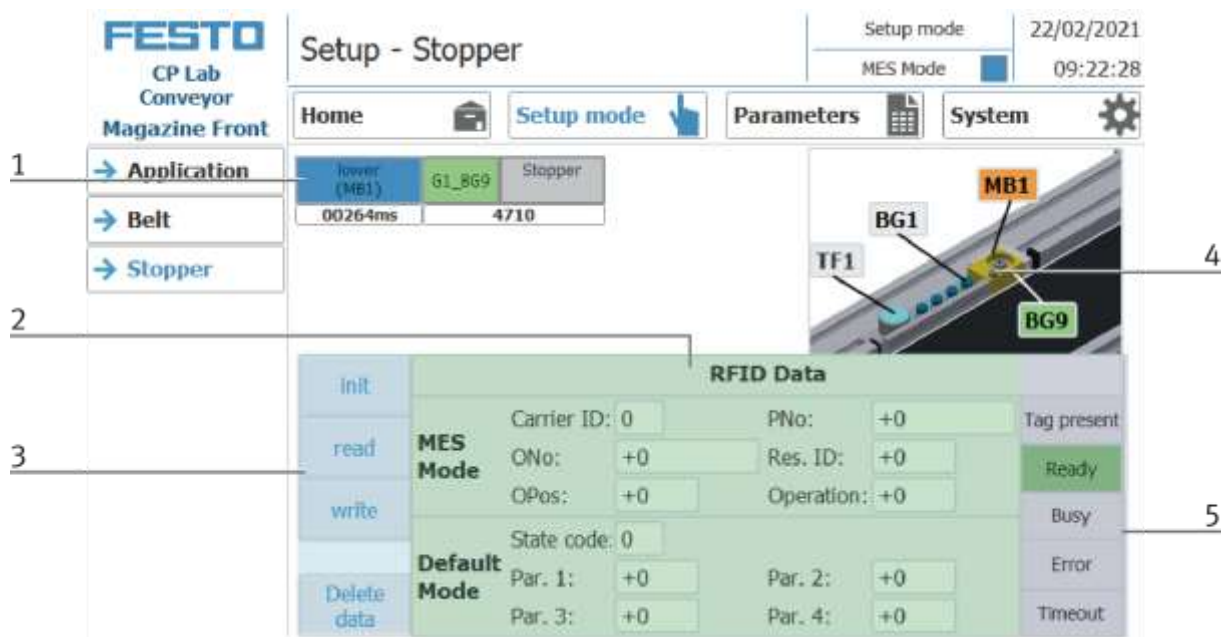 FESTO
CP Lab
Conveyor
Magazine Front
Setup - Stopper
Setup mode
22/02/2021
MES Mode
09:22:28
Home
Setup mode
Parameters
System
1
Application
Belt
Stopper
lower
(MB1)
G1_BG9
Stopper
00264ms
4710
MB1
BG1
TF1
BG9
4
2
RFID Data
init
read
write
Delete
data
3
MES
Mode
Carrier ID: 0
PNo: +0
ONo: +0
Res. ID: +0
OPos: +0
Operation: +0
Default
Mode
State code: 0
Par. 1: +0
Par. 2: +0
Par. 3: +0
Par. 4: +0
Tag present
Ready
Busy
Error
Timeout
5